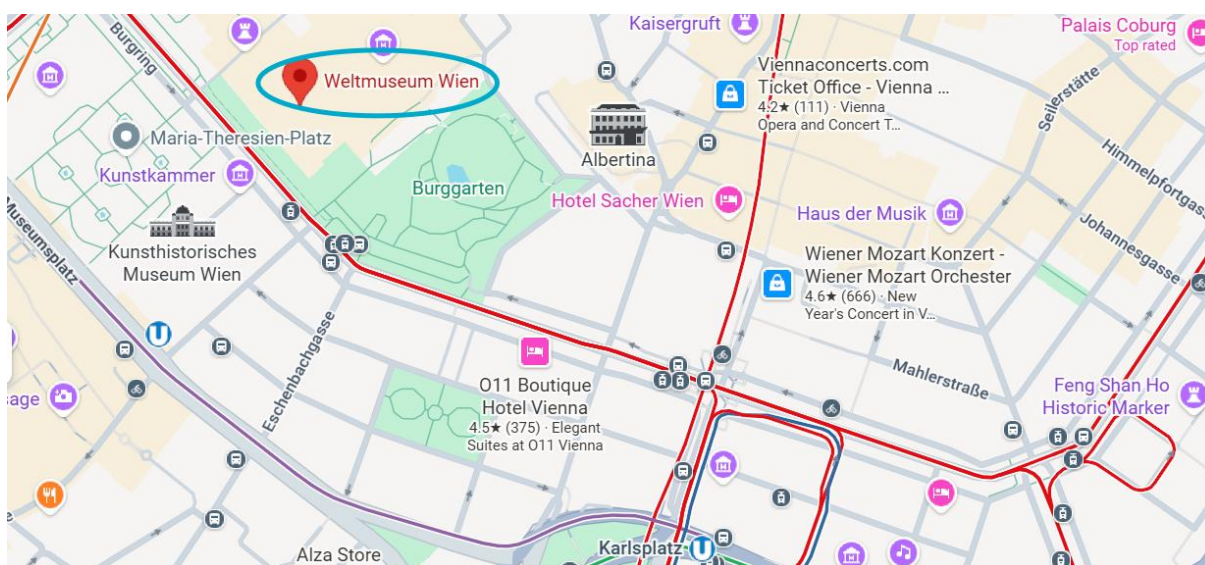 Kaisergruft
Palais Coburg
Top rated
Burgring
Weltmuseum Wien
Viennaconcerts.com
Ticket Office - Vienna ...
4.2★ (111) · Vienna
Opera and Concert T...
Seilerstätte
Maria-Theresien-Platz
Albertina
Himmelpfortgass
Kunstkammer
Burggarten
Hotel Sacher Wien
Haus der Musik
Johannesgasse
Museumsplatz
Kunsthistorisches
Museum Wien
Wiener Mozart Konzert -
Wiener Mozart Orchester
4.6★ (666) · New
Year's Concert in V...
U
Eschenbachgasse
Mahlerstraße
O11 Boutique
Hotel Vienna
4.5★ (375) · Elegant
Suites at O11 Vienna
Feng Shan Ho
Historic Marker
sage
Alza Store
Karlsplatz
U